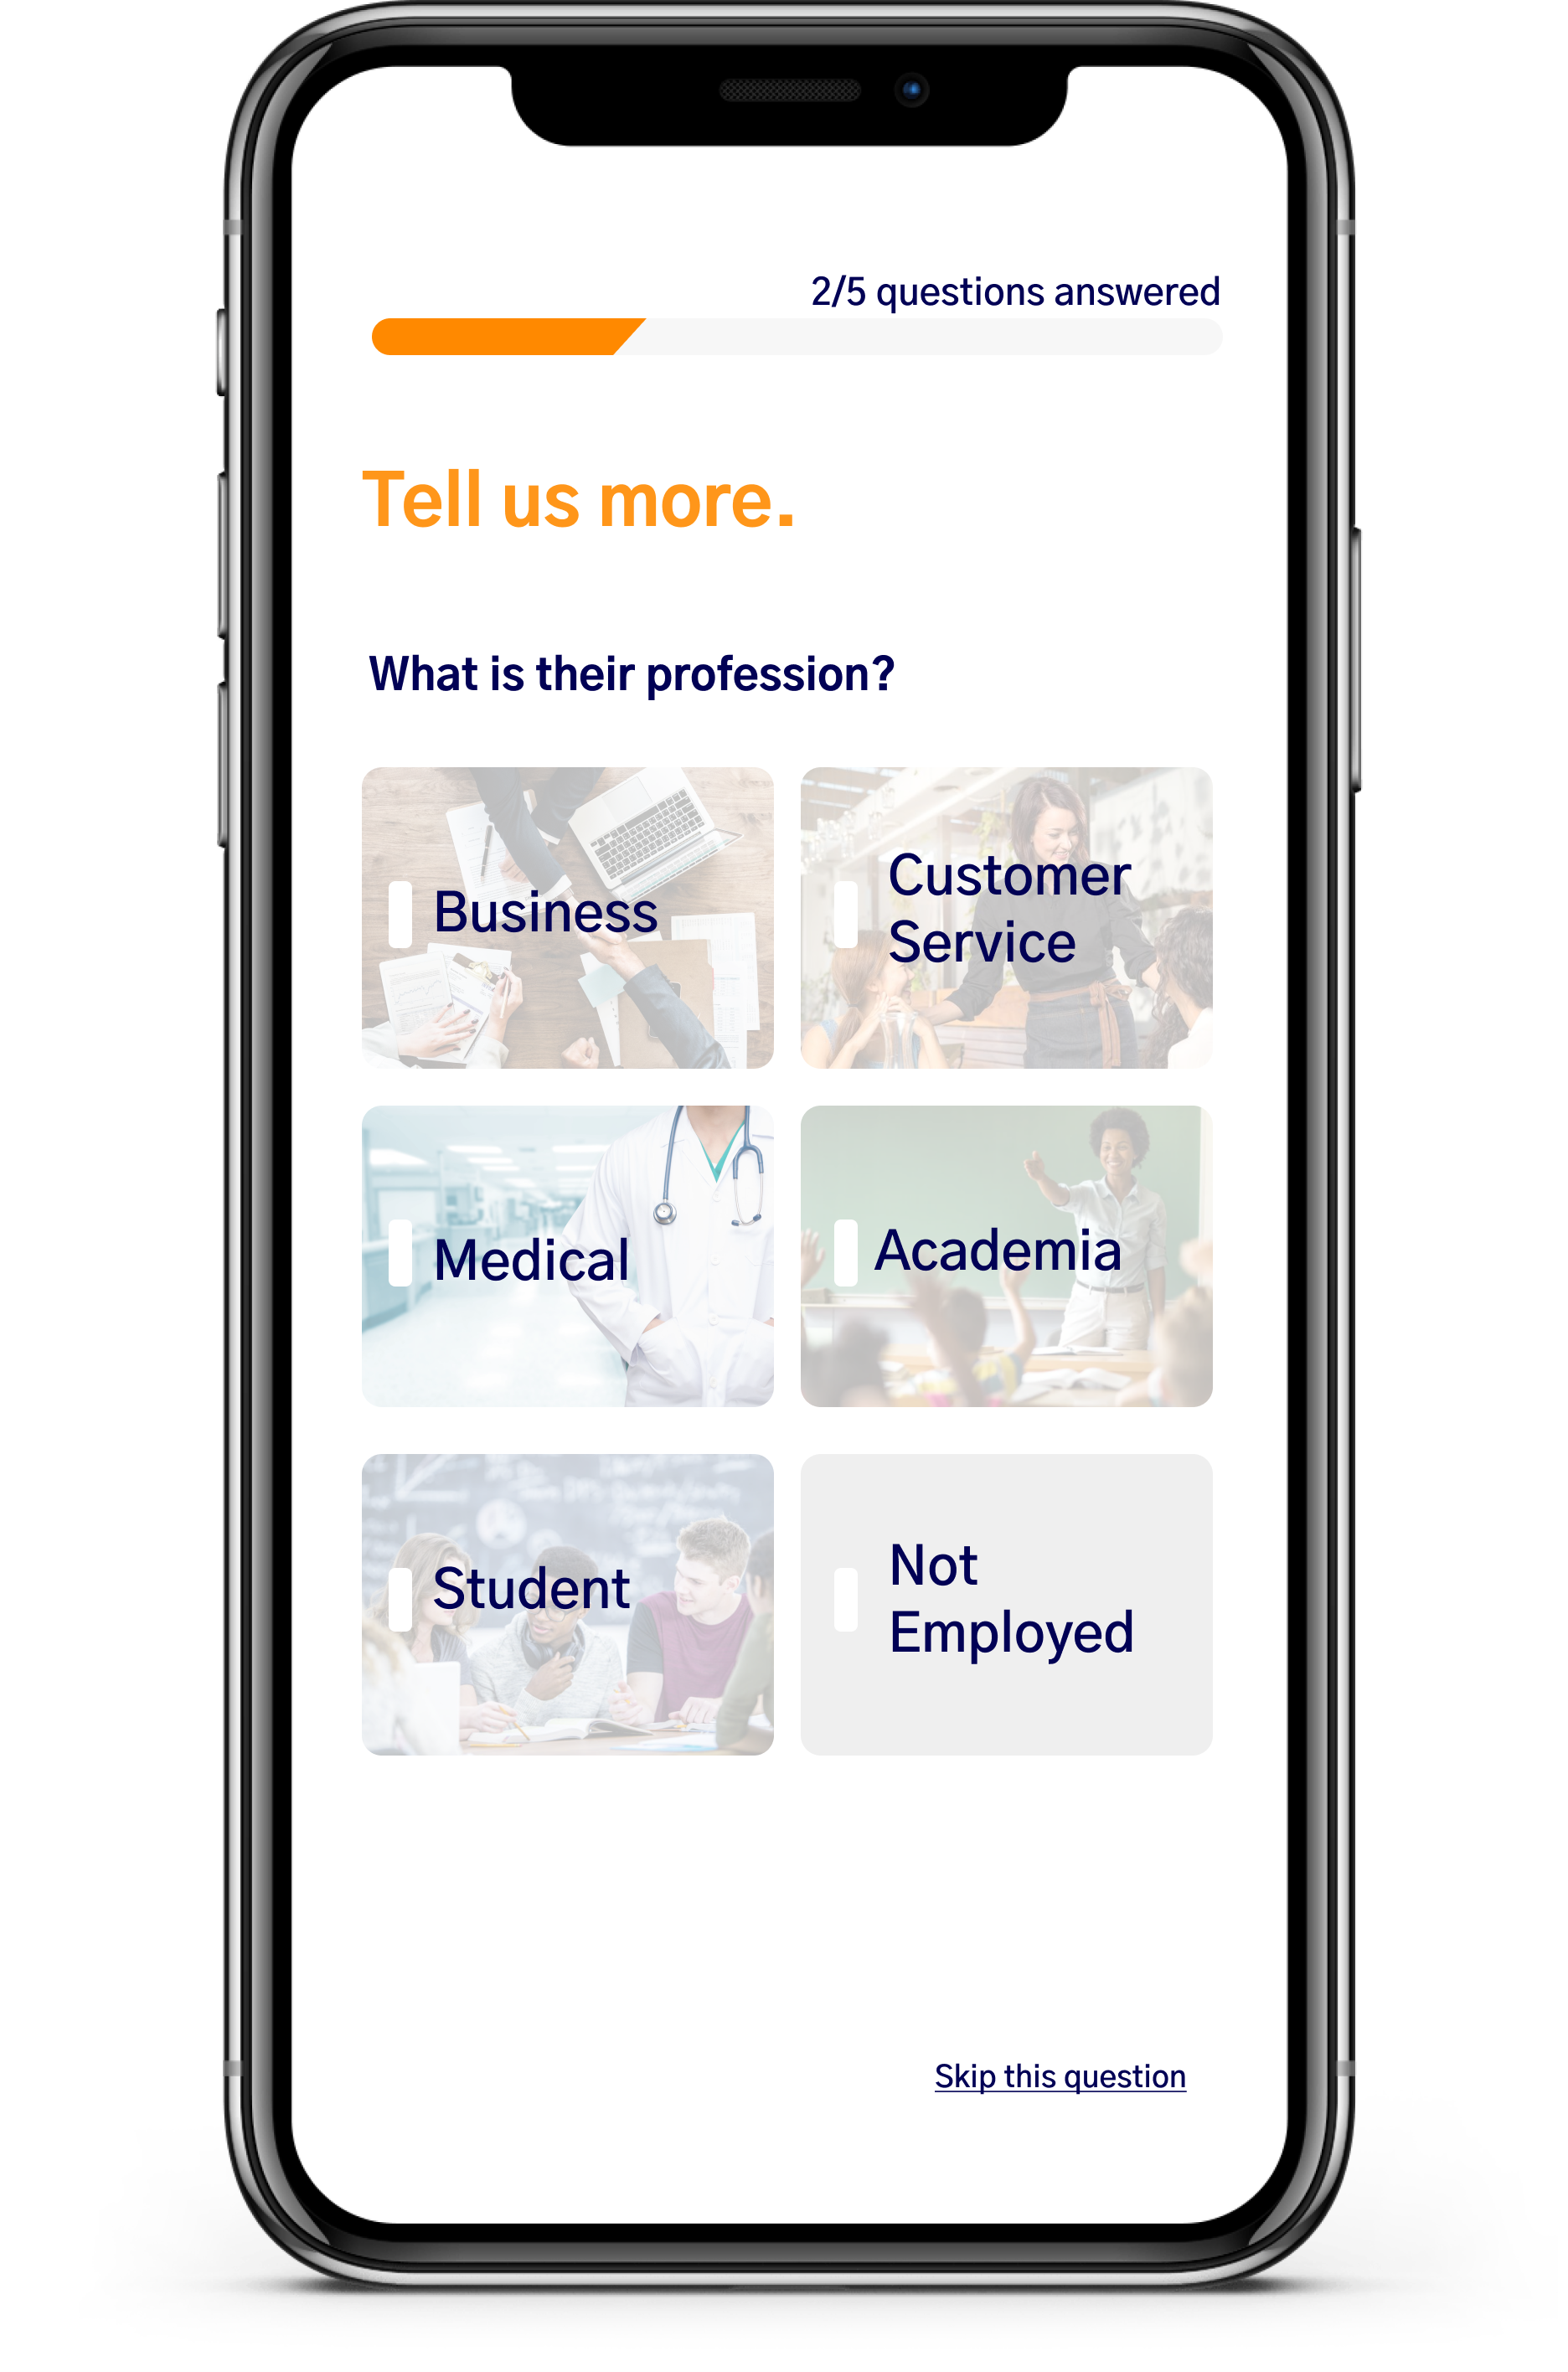 2/5 questions answered
Tell us more.
What is their profession?
Business
Customer
Service
Medical
Academia
Student
Not
Employed
Skip this question